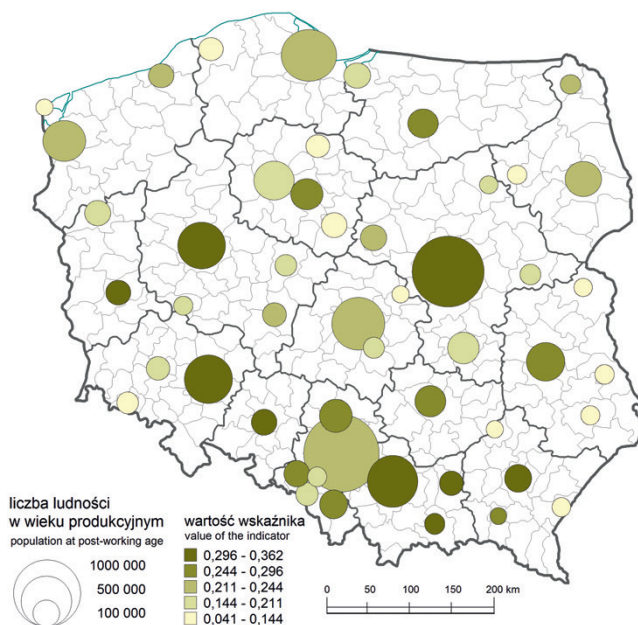 liczba ludności
w wieku produkcyjnym
population at post-working age
1000 000
500 000
100 000
wartość wskaźnika
value of the indicator
0,296 - 0,362
0,244 - 0,296
0,211 - 0,244
0,144 - 0,211
0,041 - 0,144
0 50 100 150 200 km